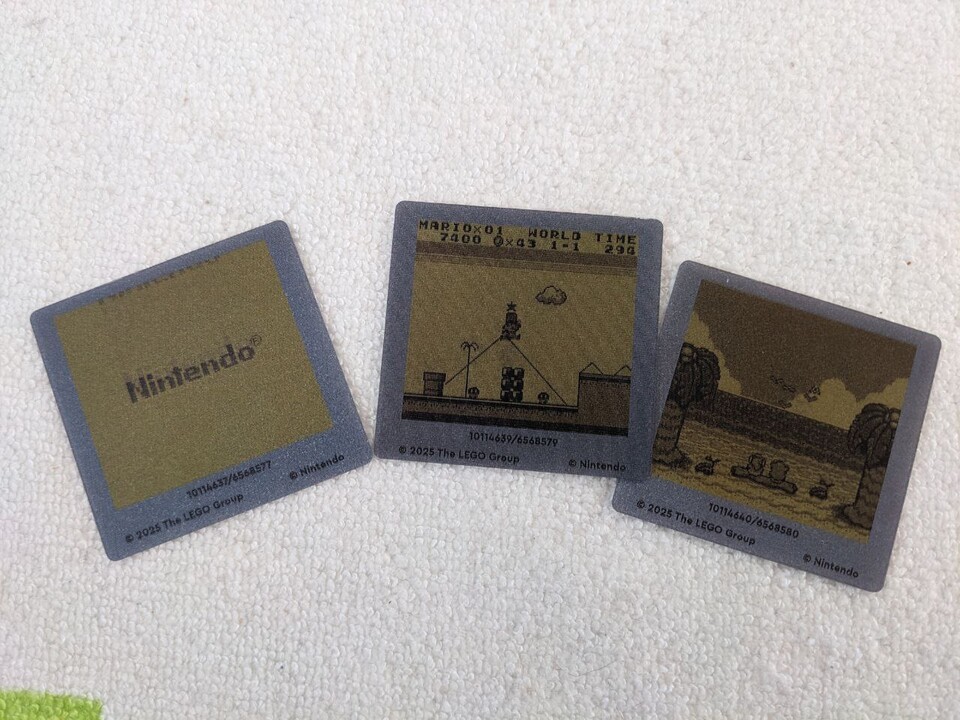 Nintendo®
10114637/6568577
© 2025 The LEGO Group
© Nintendo
MARIO×01 WORLD TIME
7400 ×43 1-1 294
10114639/6568579
© 2025 The LEGO Group
© Nintendo
10114640/6568580
© 2025 The LEGO Group
© Nintendo